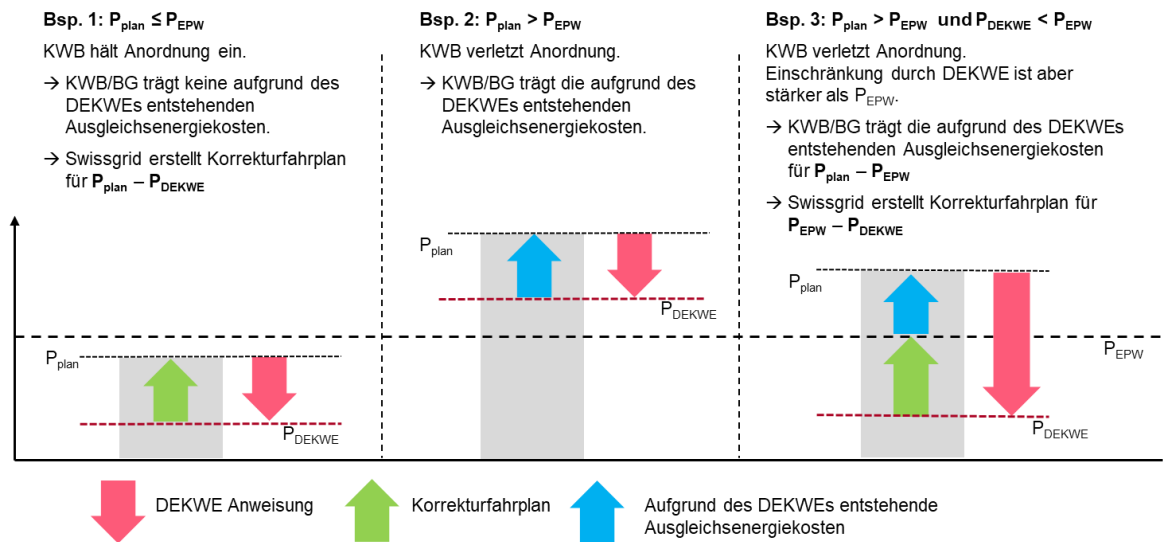 Bsp. 1: Pplan ≤ PEPW
KWB hält Anordnung ein.
→ KWB/BG trägt keine aufgrund des
DEKWEs entstehenden
Ausgleichsenergiekosten.
→ Swissgrid erstellt Korrekturfahrplan
für Pplan – PDEKWE
Bsp. 2: Pplan > PEPW
KWB verletzt Anordnung.
→ KWB/BG trägt die aufgrund des
DEKWEs entstehenden
Ausgleichsenergiekosten.
Bsp. 3: Pplan > PEPW und PDEKWE < PEPW
KWB verletzt Anordnung.
Einschränkung durch DEKWE ist aber
stärker als PEPW.
→ KWB/BG trägt die aufgrund des DEKWEs
entstehenden Ausgleichsenergiekosten
für Pplan – PEPW
→ Swissgrid erstellt Korrekturfahrplan für
PEPW – PDEKWE
Pplan
PDEKWE
Pplan
PDEKWE
Pplan
PEPW
PDEKWE
DEKWE Anweisung
Korrekturfahrplan
Aufgrund des DEKWEs entstehende
Ausgleichsenergiekosten